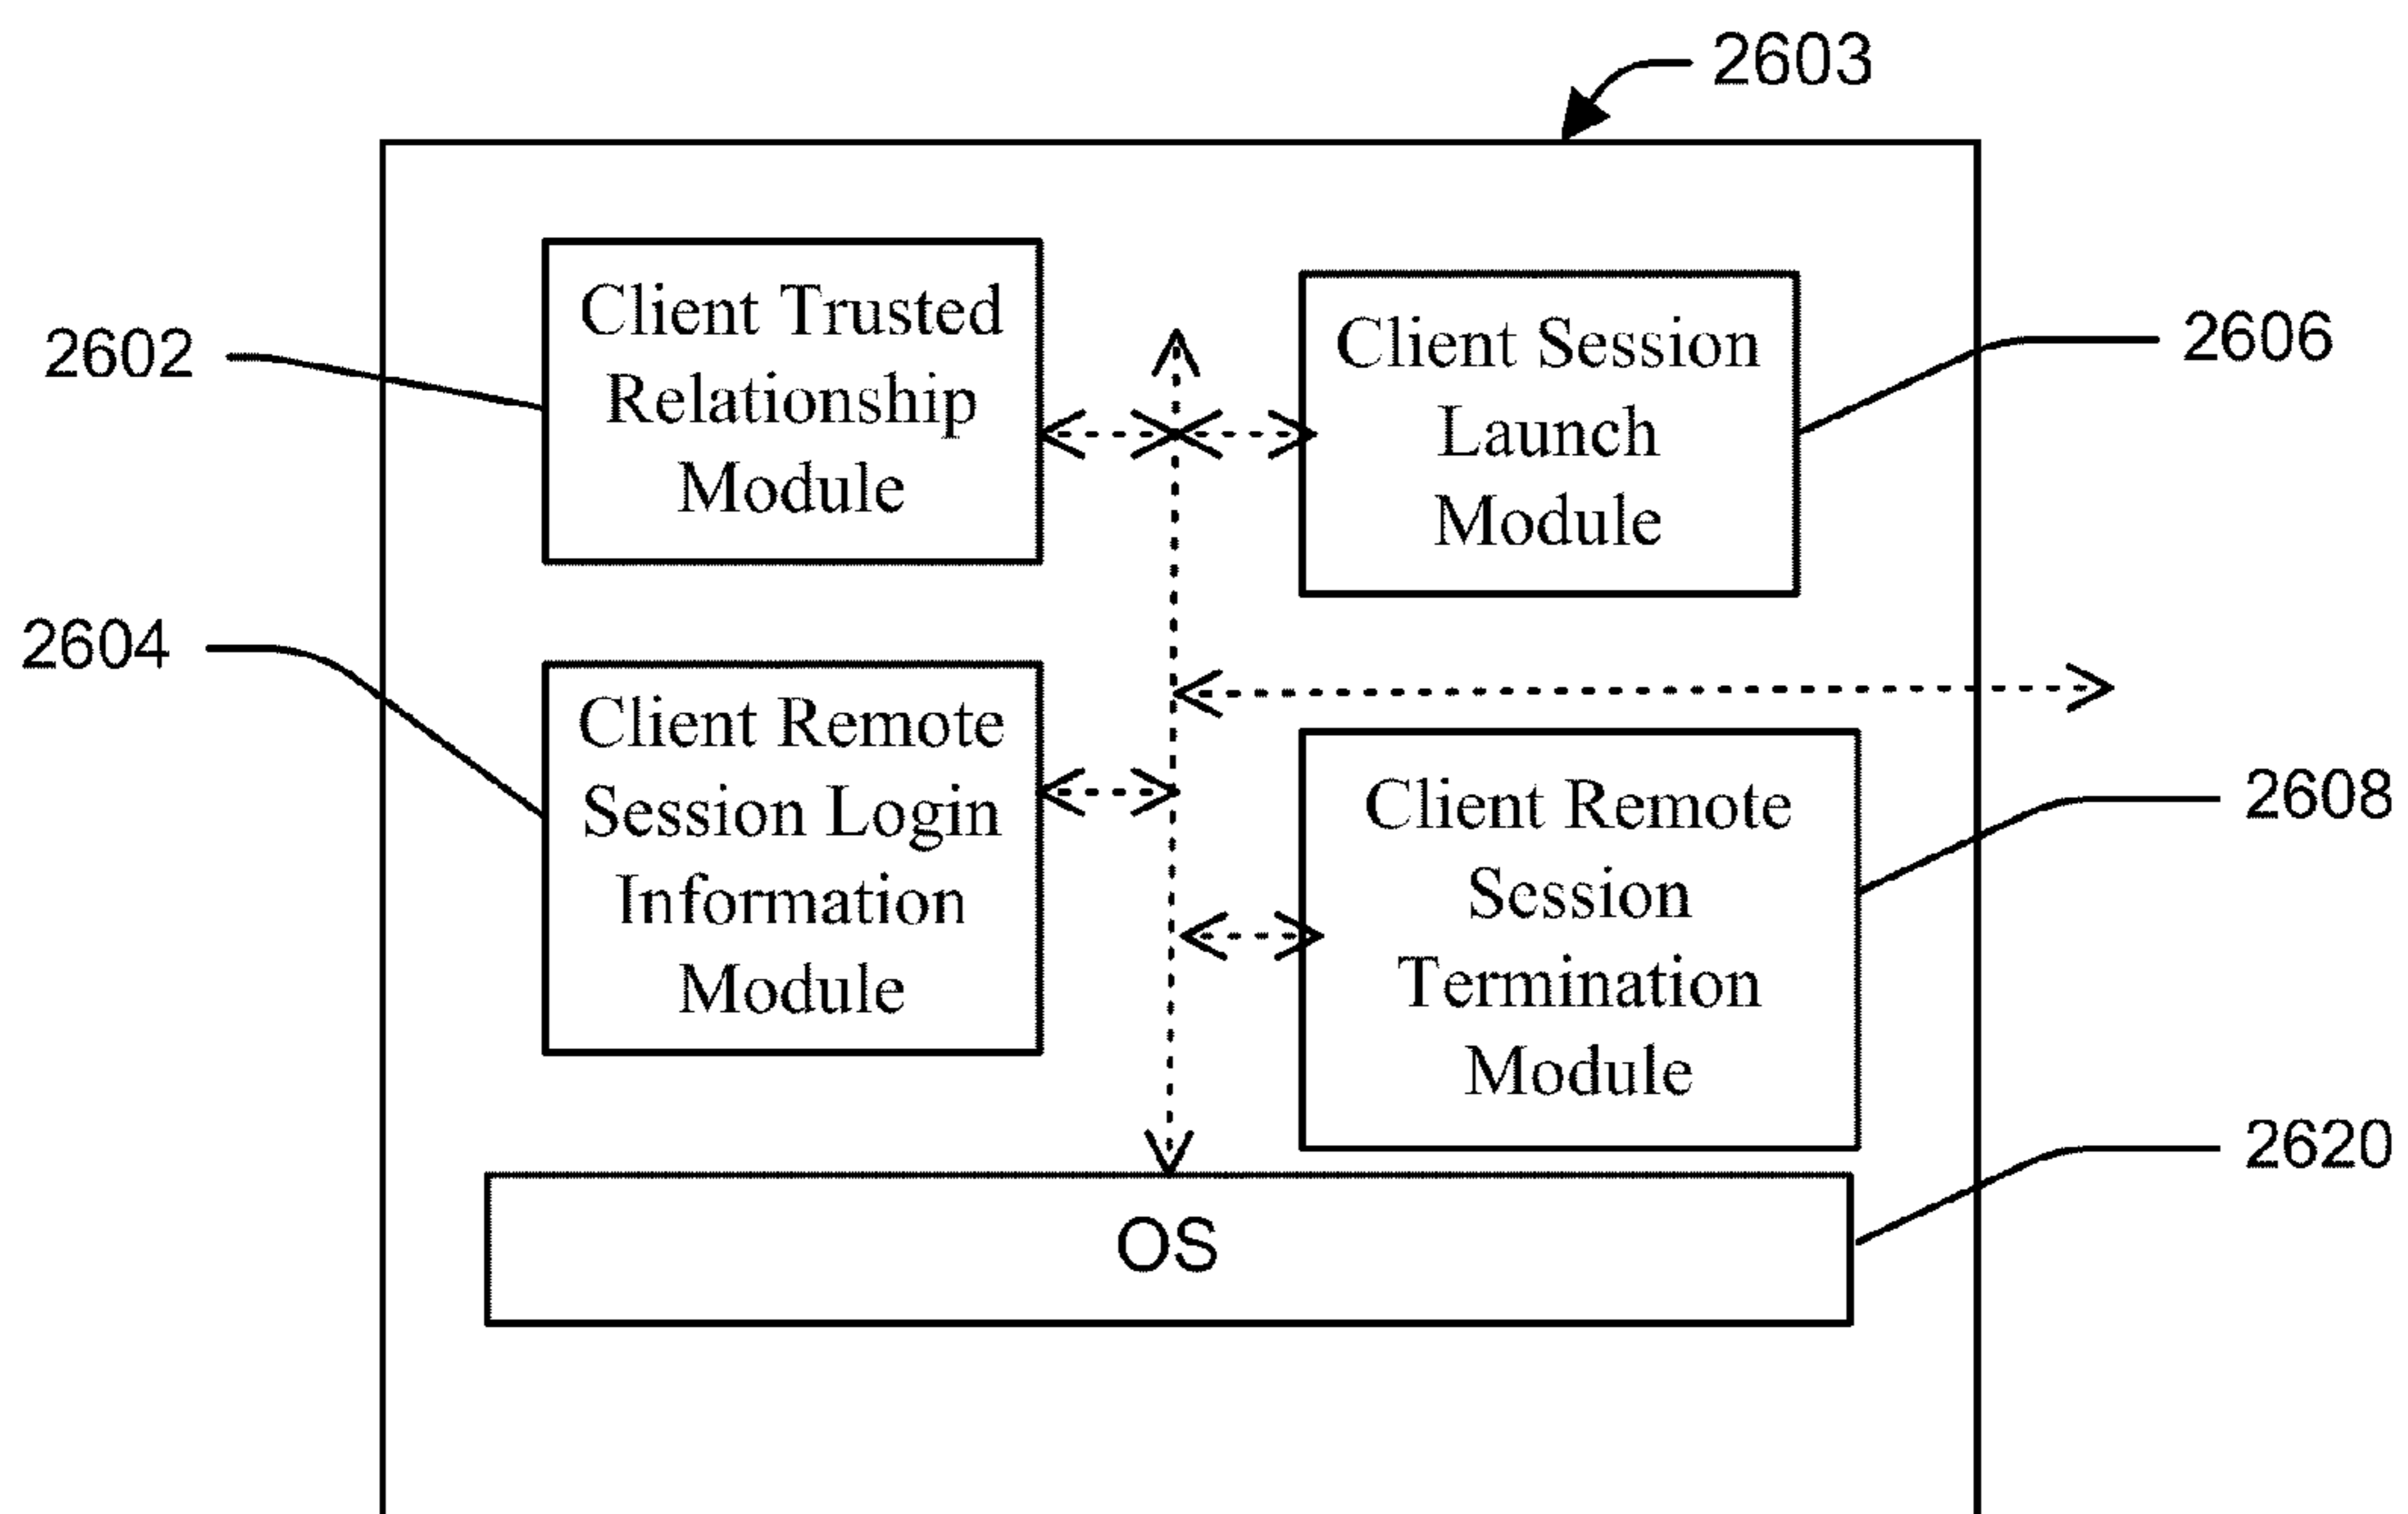 2603
Client Trusted
Relationship
Module
2602
Client Session
Launch
Module
2606
2604
Client Remote
Session Login
Information
Module
Client Remote
Session
Termination
Module
2608
2620
OS